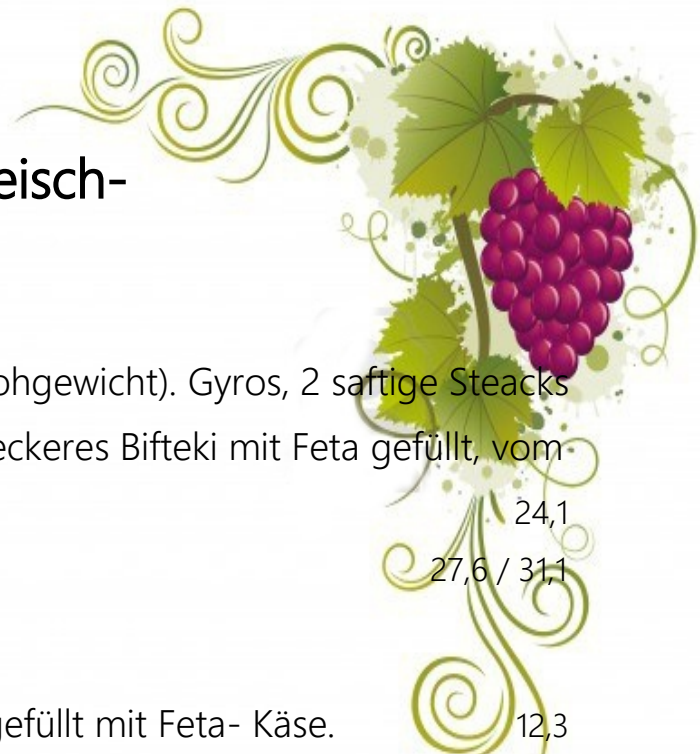 eisch-
ohgewicht). Gyros, 2 saftige Steacks
eckeres Bifteki mit Feta gefüllt, vom
24,1
27,6 / 31,1
gefüllt mit Feta- Käse. 12,3